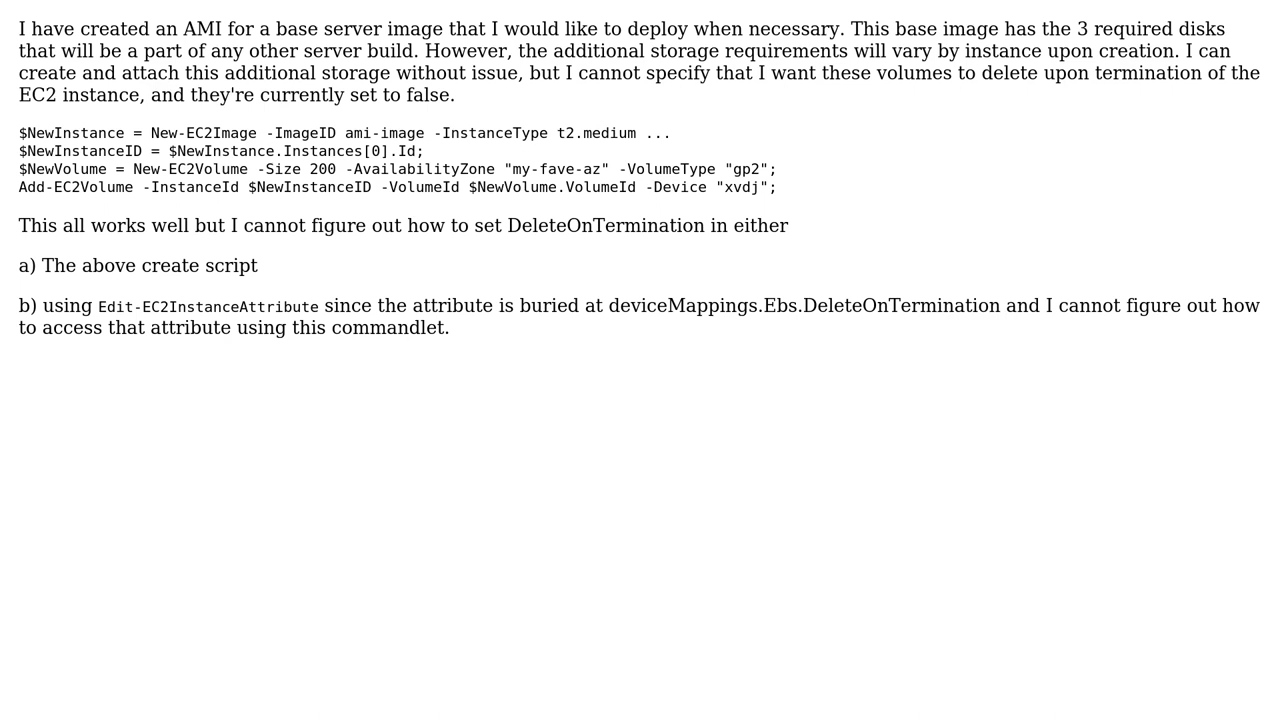 I have created an AMI for a base server image that I would like to deploy when necessary. This base image has the 3 required disks
that will be a part of any other server build. However, the additional storage requirements will vary by instance upon creation. I can
create and attach this additional storage without issue, but I cannot specify that I want these volumes to delete upon termination of the
EC2 instance, and they're currently set to false.
$NewInstance = New-EC2Image -ImageID ami-image -InstanceType t2.medium ...
$NewInstanceID = $NewInstance.Instances[0].Id;
$NewVolume = New-EC2Volume -Size 200 -AvailabilityZone "my-fave-az" -VolumeType "gp2";
Add-EC2Volume -InstanceId $NewInstanceID -VolumeId $NewVolume.VolumeId -Device "xvdj";
This all works well but I cannot figure out how to set DeleteOnTermination in either
a) The above create script
b) using Edit-EC2InstanceAttribute since the attribute is buried at deviceMappings.Ebs.DeleteOnTermination and I cannot figure out how
to access that attribute using this commandlet.